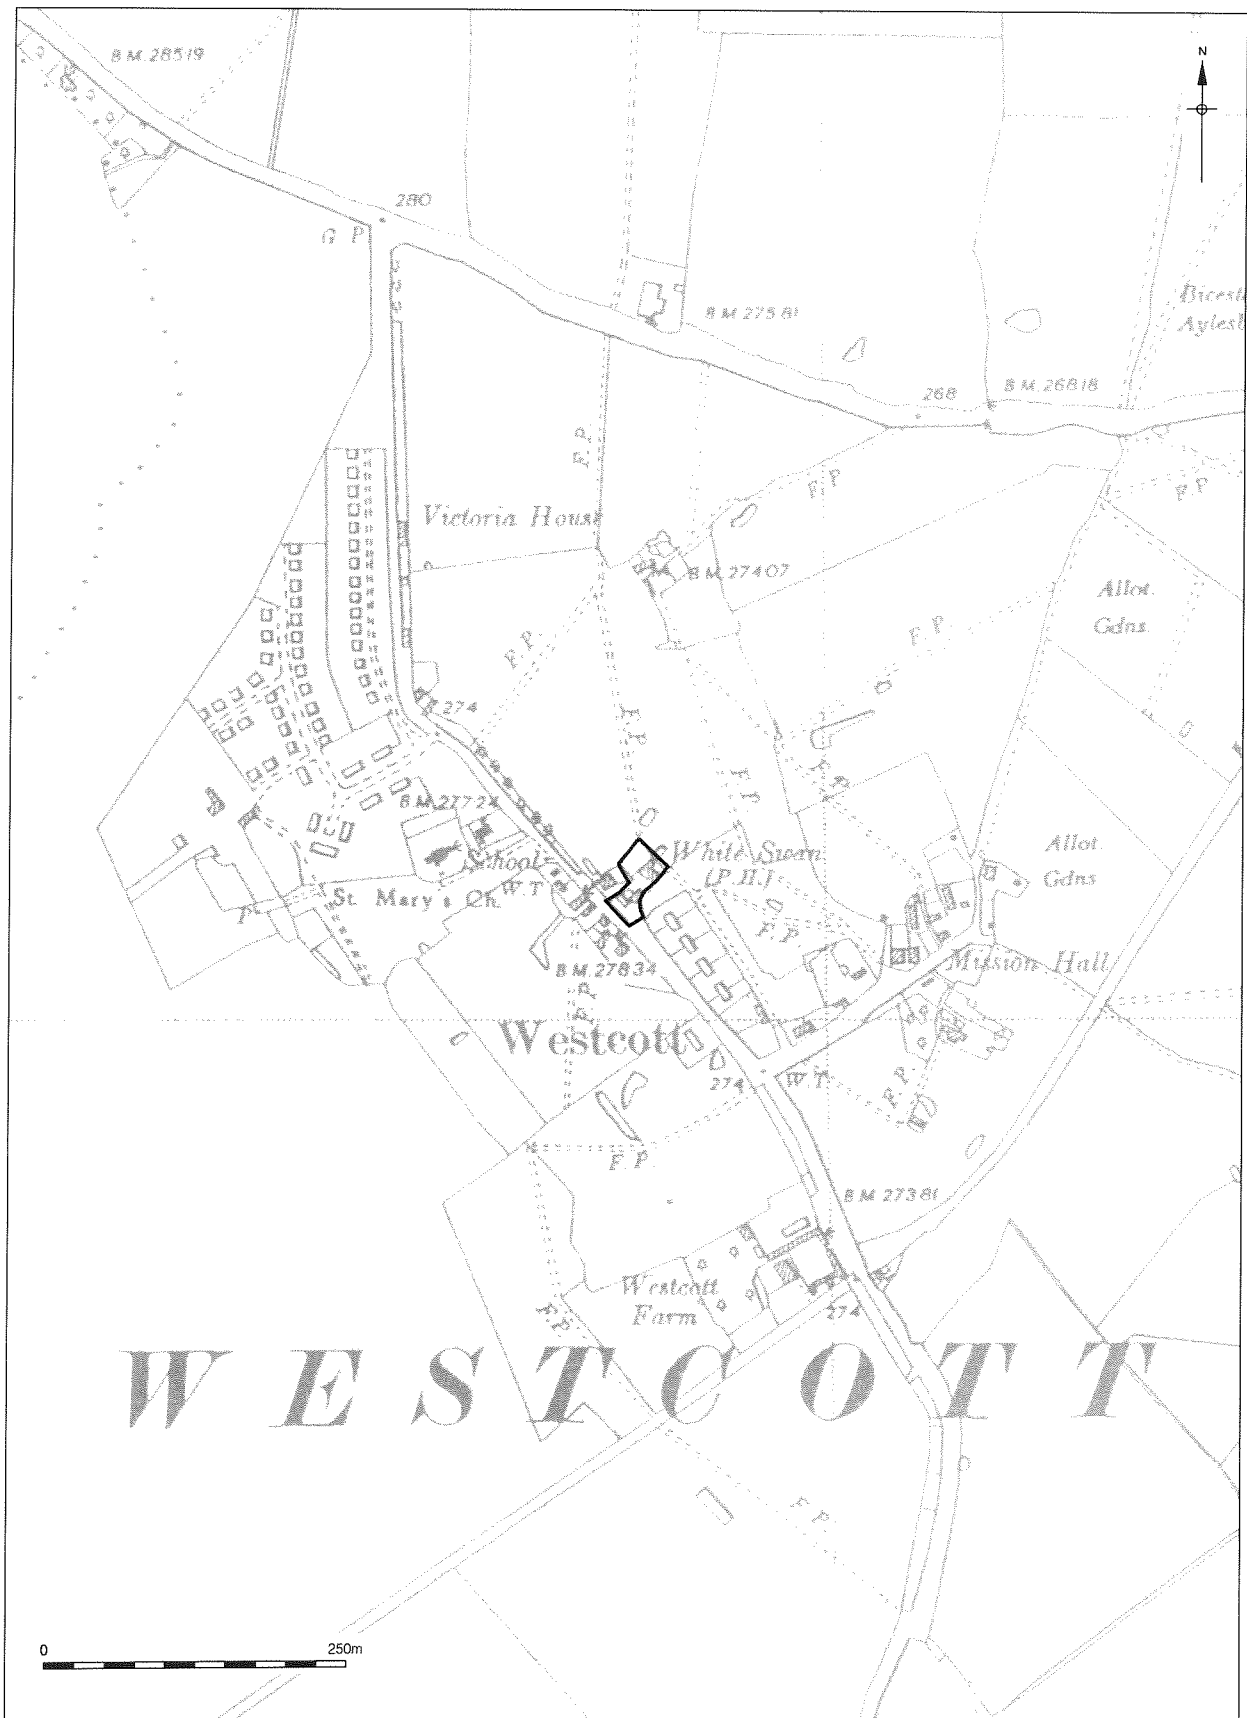 B.M. 285.19
N
280
G P
Bicest
Aylesb
B.M. 275.81
268
B.M. 268.18
F. P.
F. P.
F. P.
Victoria House
B.M. 274.07
Allot.
Gdns.
F. P.
F. P.
274
F. P.
F. P.
F. P.
B.M. 277.24
White Swan
(P.H.)
School
W.T
St. Mary's Ch.
P
Allot.
Gdns
F. P.
B.M. 278.34
Mission Hall
F. P.
Westcott
274
W.T
F. P.
F. P.
B.M. 273.81
Westcott
Farm
274
F. P.
WESTCOTT
F. P.
0 250m